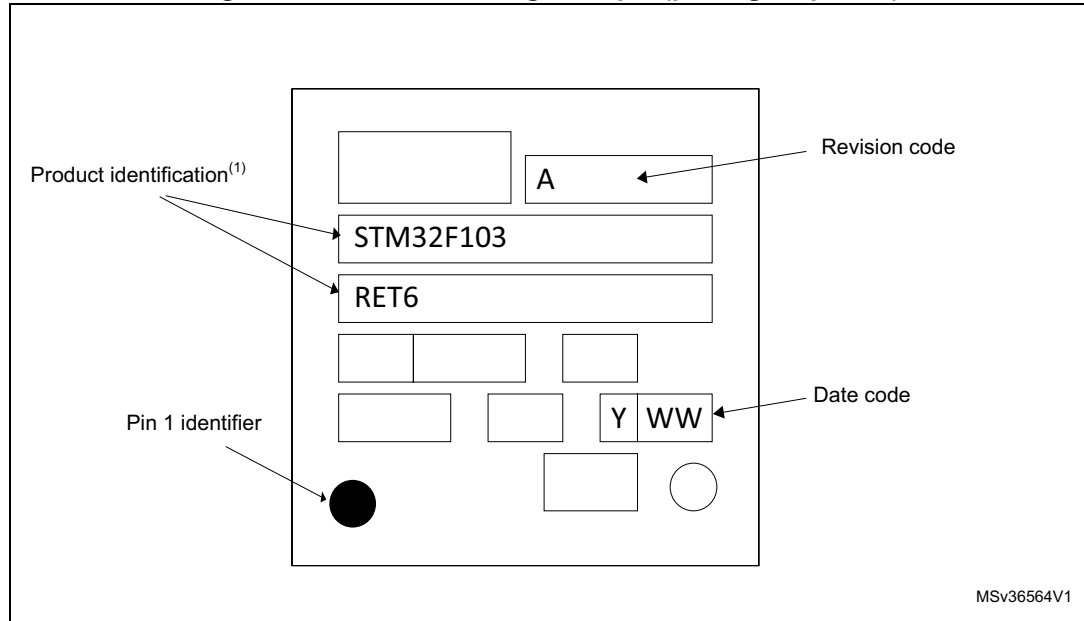 Revision code
Product identification(1)
A
STM32F103
RET6
Date code
Pin 1 identifier
Y WW
MSv36564V1